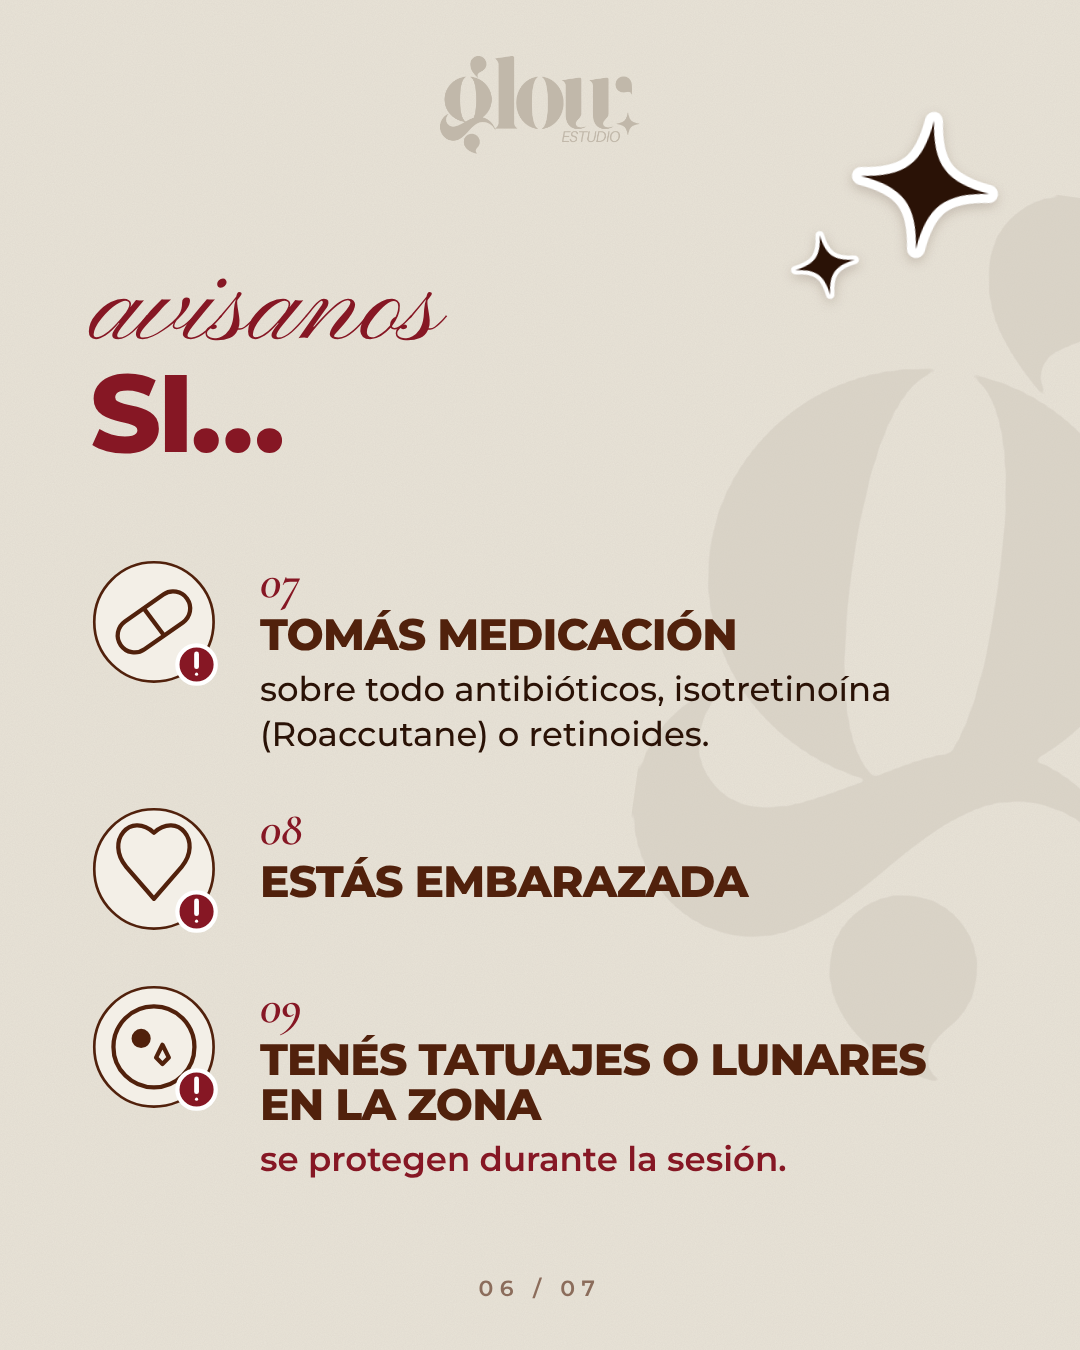 glow
ESTUDIO
avisanos
SI...
07
TOMÁS MEDICACIÓN
sobre todo antibióticos, isotretinoína
(Roaccutane) o retinoides.
08
ESTÁS EMBARAZADA
09
TENÉS TATUAJES O LUNARES
EN LA ZONA
se protegen durante la sesión.
06 / 07